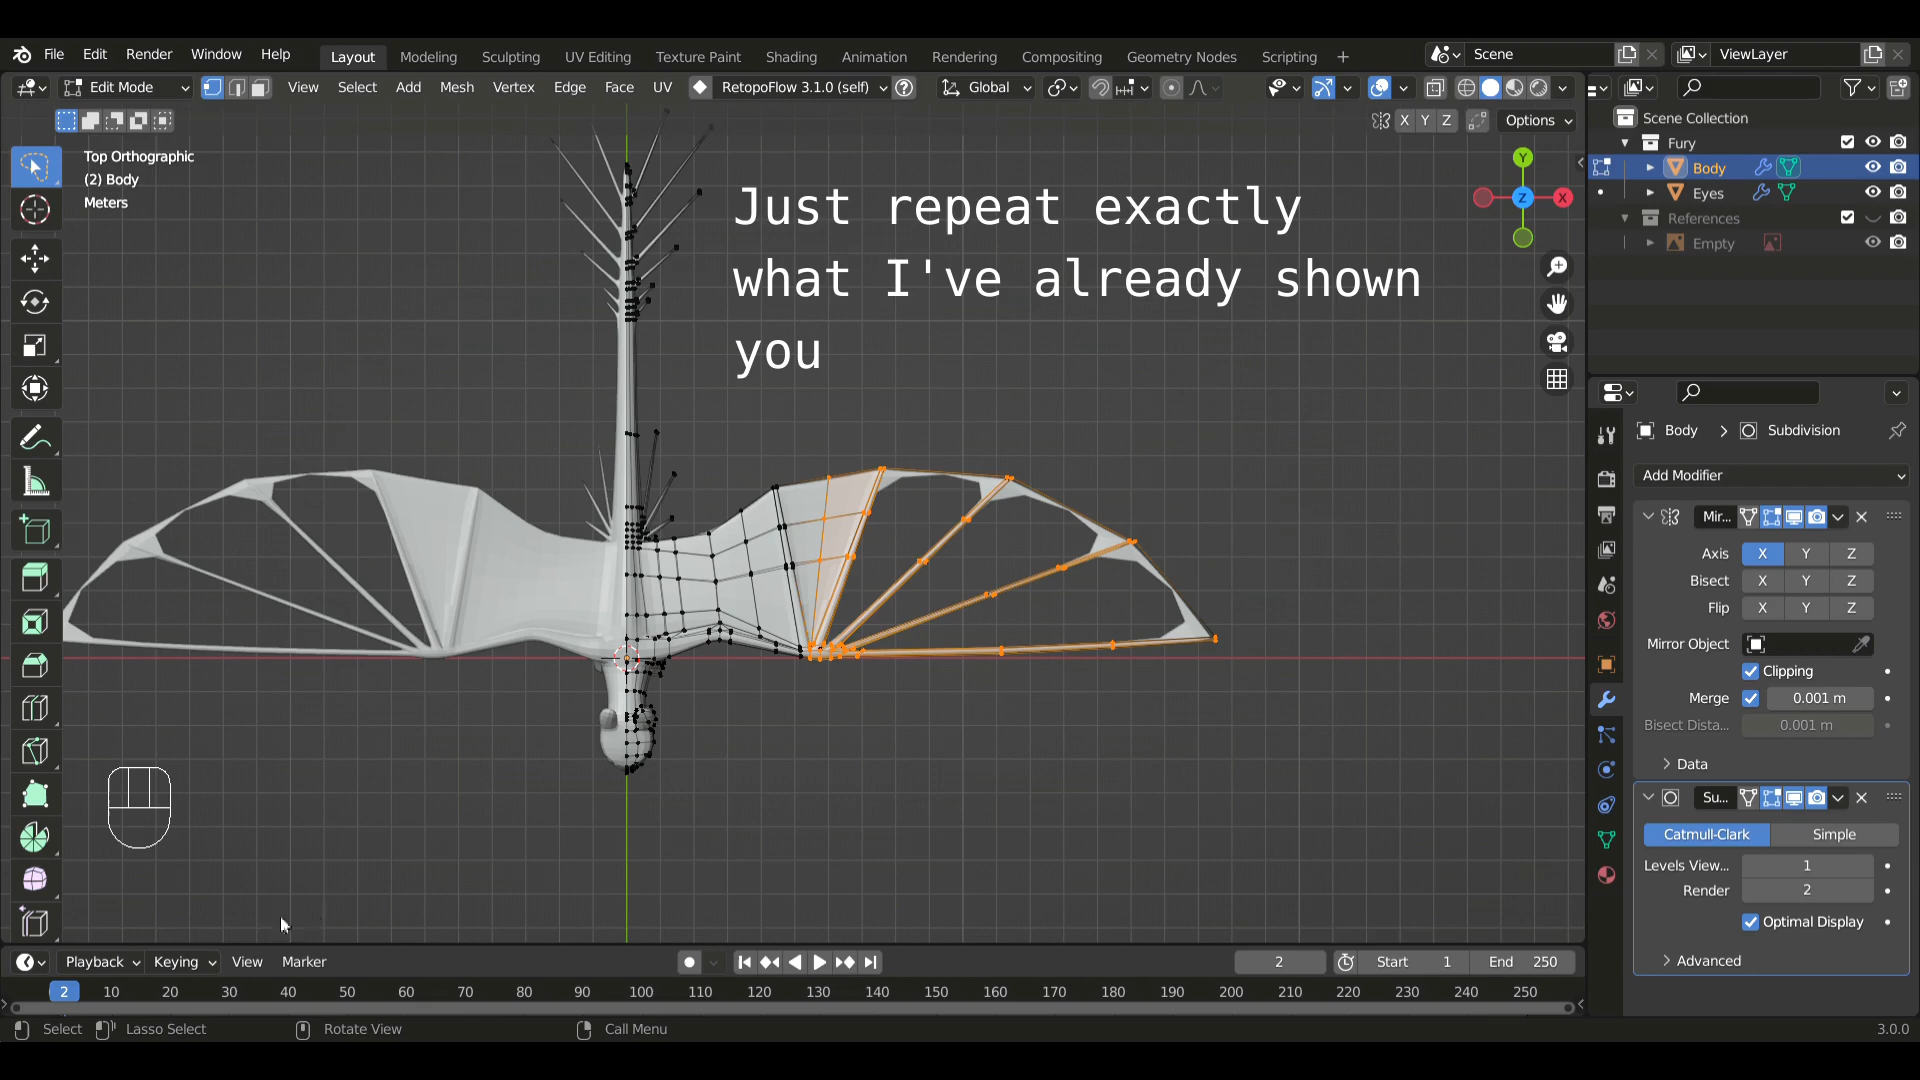 File Edit Render Window Help Layout Modeling Sculpting UV Editing Texture Paint Shading Animation Rendering Compositing Geometry Nodes Scripting + Scene ViewLayer
Edit Mode View Select Add Mesh Vertex Edge Face UV RetopoFlow 3.1.0 (self) Global
X Y Z Options
Scene Collection
Fury
Body
Eyes
References
Empty
Top Orthographic
(2) Body
Meters
Just repeat exactly
what I've already shown
you
Y
Z X
Body > Subdivision
Add Modifier
Mir...
Axis X Y Z
Bisect X Y Z
Flip X Y Z
Mirror Object
Clipping
Merge 0.001 m
Bisect Dista... 0.001 m
Data
Su...
Catmull-Clark Simple
Levels View... 1
Render 2
Optimal Display
Advanced
Playback Keying View Marker 2 Start 1 End 250
2 10 20 30 40 50 60 70 80 90 100 110 120 130 140 150 160 170 180 190 200 210 220 230 240 250
Select Lasso Select Rotate View Call Menu 3.0.0